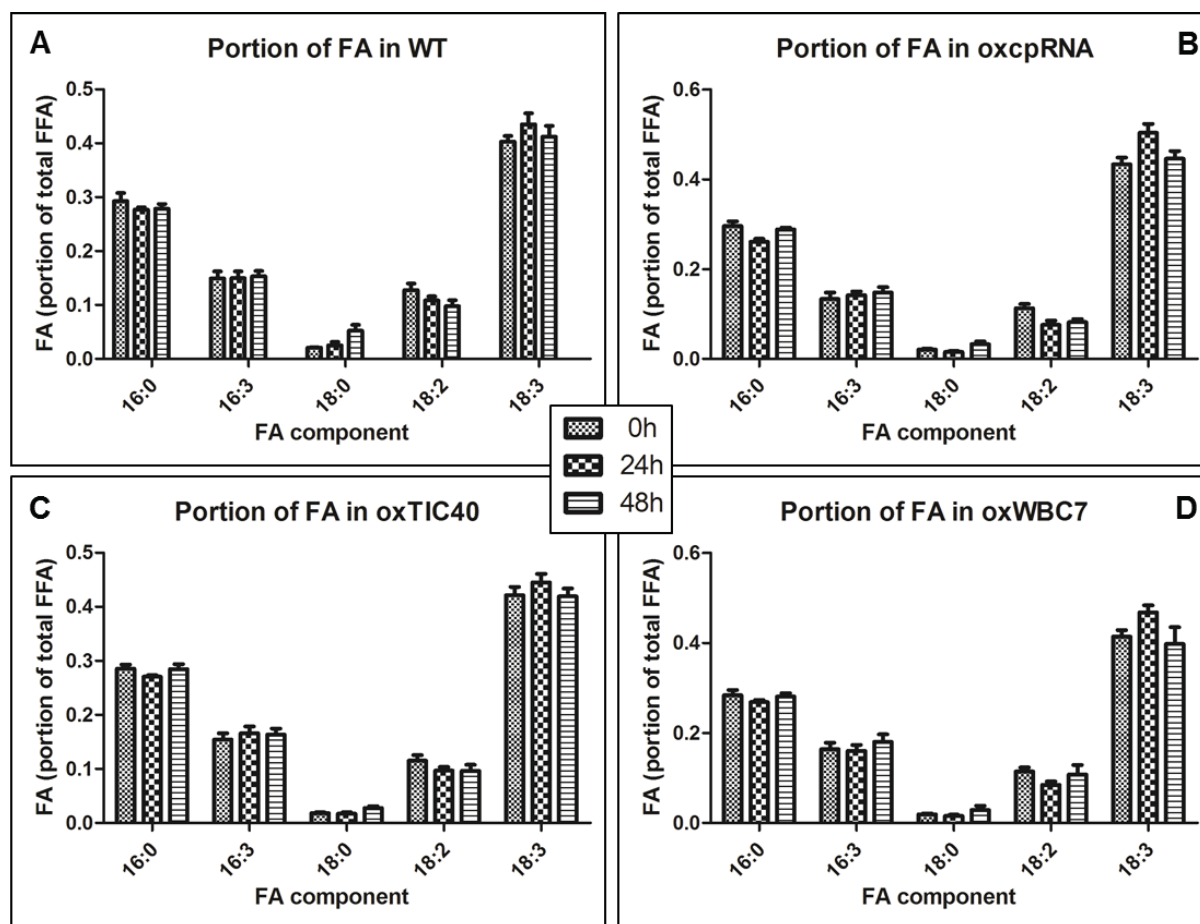 A
Portion of FA in WT
FA (portion of total FFA)
0.5
0.4
0.3
0.2
0.1
0.0
16:0
16:3
18:0
18:2
18:3
FA component
B
Portion of FA in oxcpRNA
FA (portion of total FFA)
0.6
0.4
0.2
0.0
16:0
16:3
18:0
18:2
18:3
FA component
0h
24h
48h
C
Portion of FA in oxTIC40
FA (portion of total FFA)
0.5
0.4
0.3
0.2
0.1
0.0
16:0
16:3
18:0
18:2
18:3
FA component
D
Portion of FA in oxWBC7
FA (portion of total FFA)
0.6
0.4
0.2
0.0
16:0
16:3
18:0
18:2
18:3
FA component